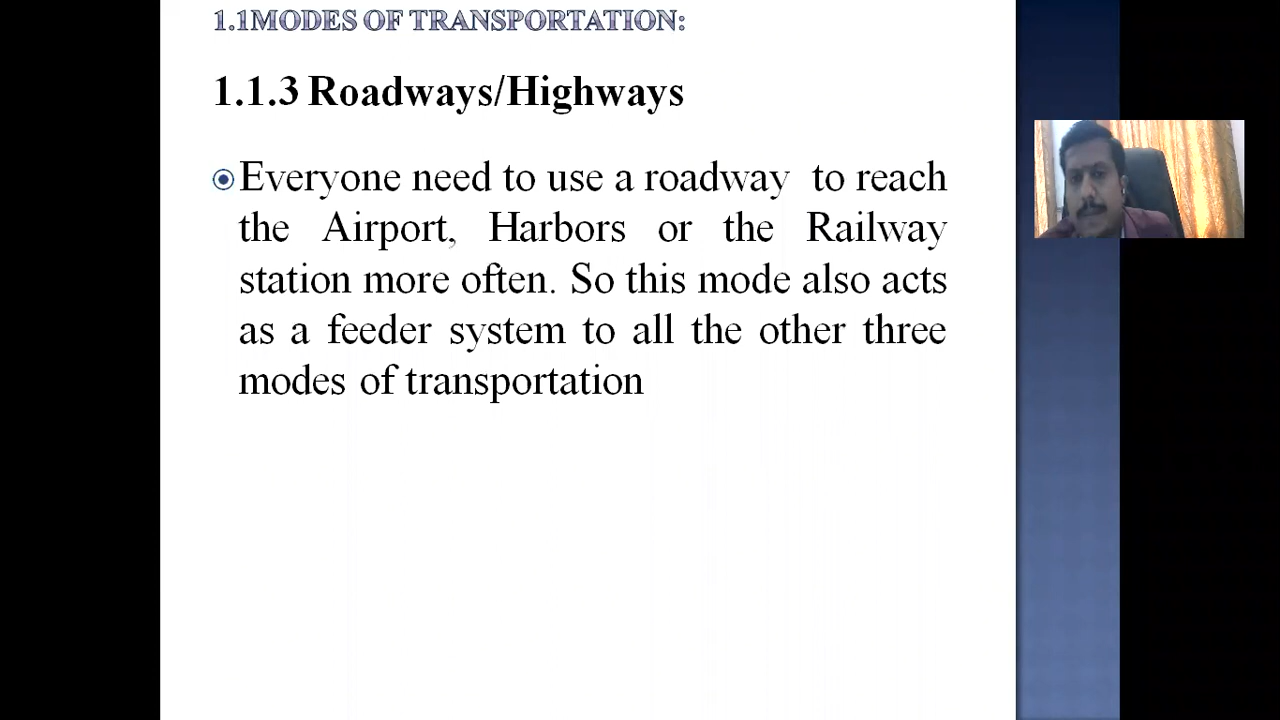 1.1MODES OF TRANSPORTATION:
1.1.3 Roadways/Highways
Everyone need to use a roadway to reach
the Airport, Harbors or the Railway
station more often. So this mode also acts
as a feeder system to all the other three
modes of transportation